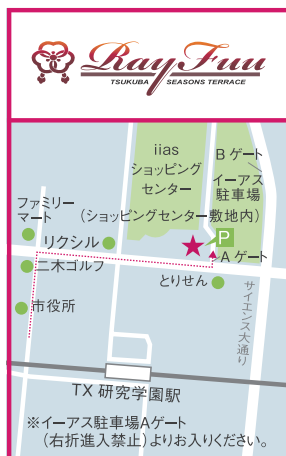 RayFuu
TSUKUBA SEASONS TERRACE
iias
ショッピング
センター
Bゲート
イーアス
駐車場
(ショッピングセンター敷地内)
ファミリー
マート
リクシル
P
Aゲート
二木ゴルフ
とりせん
市役所
サイエンス大通り
TX 研究学園駅
※イーアス駐車場Aゲート
(右折進入禁止)よりお入りください。